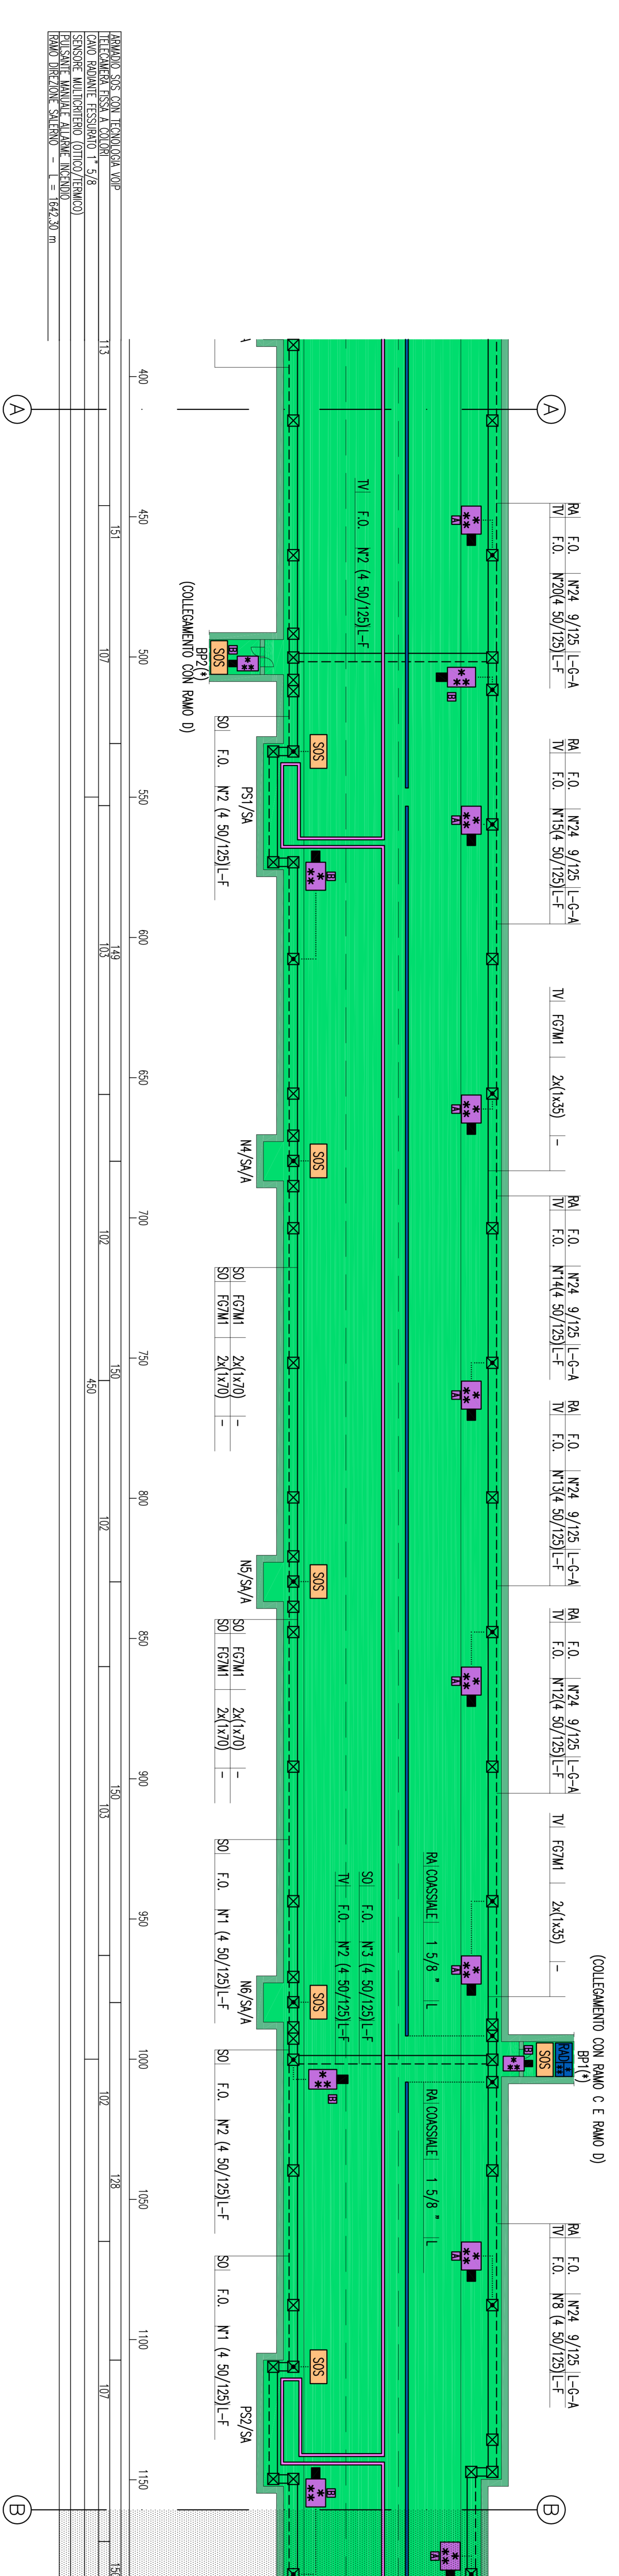 (COLLEGAMENTO CON RAMO C E RAMO D)
BP1(*)
RA F.O. N°24 9/125 L-G-A
TV F.O. N°20(4 50/125) L-F
RA F.O. N°24 9/125 L-G-A
TV F.O. N°15(4 50/125) L-F
TV FG7M1 2x(1x35) -
RA F.O. N°24 9/125 L-G-A
TV F.O. N°14(4 50/125) L-F
RA F.O. N°24 9/125 L-G-A
TV F.O. N°13(4 50/125) L-F
RA F.O. N°24 9/125 L-G-A
TV F.O. N°12(4 50/125) L-F
TV FG7M1 2x(1x35) -
RA F.O. N°24 9/125 L-G-A
TV F.O. N°8 (4 50/125) L-F
A
B
RAD
SOS
B
**
*
**
A
*
**
A
*
**
A
*
**
A
*
**
A
*
**
A
*
**
A
*
**
A
**
B
RA COASSIALE 1 5/8 " L
RA COASSIALE 1 5/8 " L
TV F.O. N°2 (4 50/125) L-F
SO F.O. N°3 (4 50/125) L-F
TV F.O. N°2 (4 50/125) L-F
SOS
**
B
SOS
SOS
SOS
**
B
SOS
**
B
B
**
SOS
BP2(*)
(COLLEGAMENTO CON RAMO D)
PS1/SA
N4/SA/A
N5/SA/A
N6/SA/A
PS2/SA
SO F.O. N°2 (4 50/125) L-F
SO FG7M1 2x(1x70) -
SO FG7M1 2x(1x70) -
SO FG7M1 2x(1x70) -
SO FG7M1 2x(1x70) -
SO F.O. N°1 (4 50/125) L-F
SO F.O. N°2 (4 50/125) L-F
SO F.O. N°1 (4 50/125) L-F
400 450 500 550 600 650 700 750 800 850 900 950 1000 1050 1100 1150
ARMADIO SOS CON TECNOLOGIA VOIP 151 149 150 150 128 150
TELECAMERA FISSA A COLORI 113 107 103 102 102 103 102 107
CAVO RADIANTE FESSURATO 1" 5/8 450
SENSORE MULTICRITERIO (OTTICO/TERMICO)
PULSANTE MANUALE ALLARME INCENDIO
RAMO DIREZIONE SALERNO - L = 1642,30 m
A
B